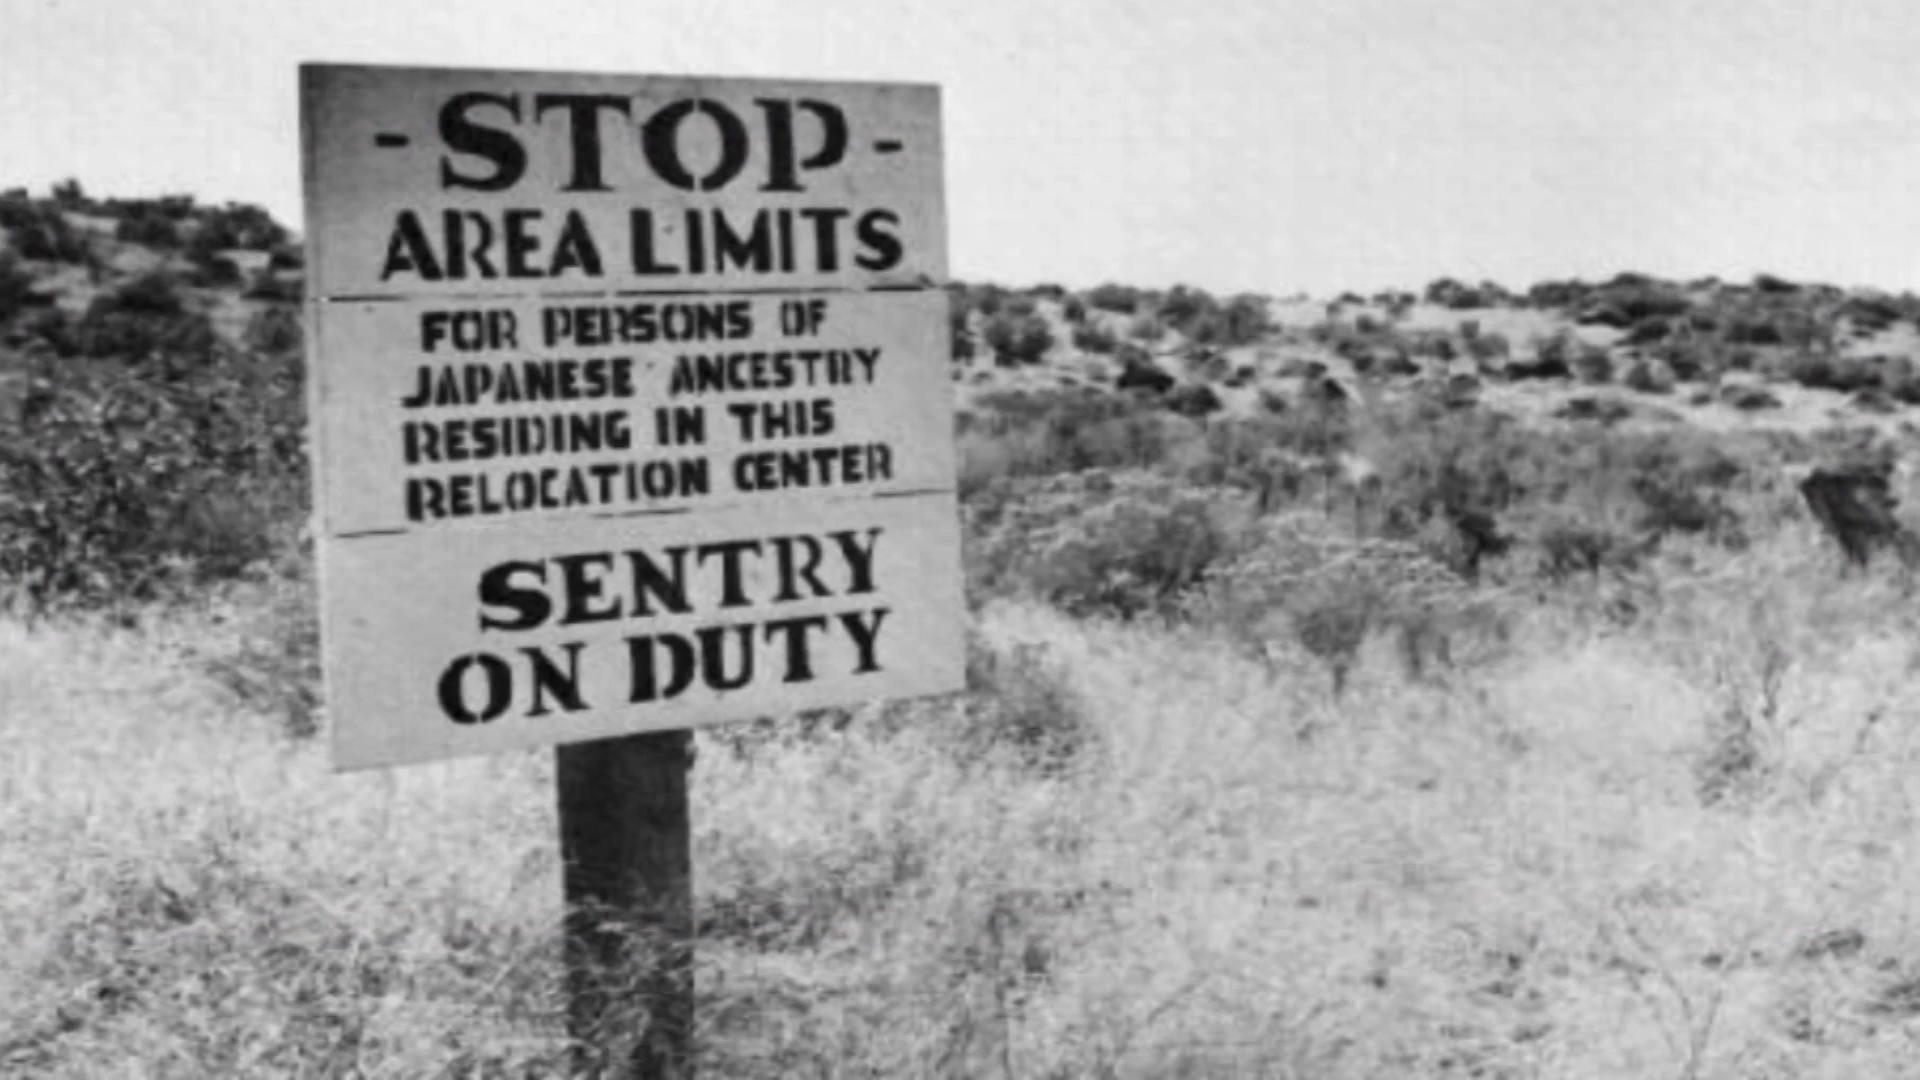 - STOP -
AREA LIMITS
FOR PERSONS OF
JAPANESE ANCESTRY
RESIDING IN THIS
RELOCATION CENTER
SENTRY
ON DUTY